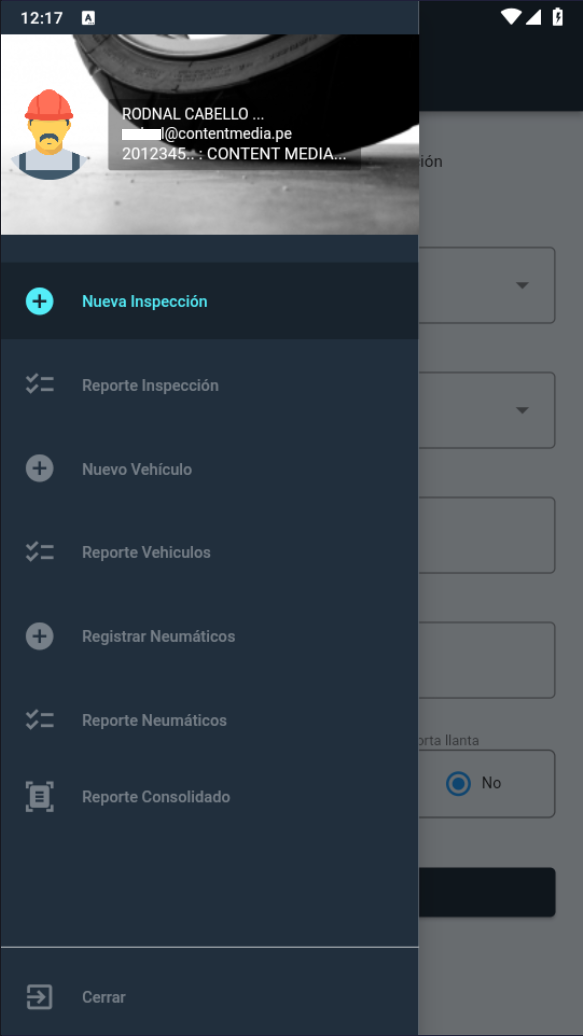 12:17
RODNAL CABELLO ...
l@contentmedia.pe
2012345.. : CONTENT MEDIA...
ión
Nueva Inspección
Reporte Inspección
Nuevo Vehículo
Reporte Vehiculos
Registrar Neumáticos
Reporte Neumáticos
orta llanta
No
Reporte Consolidado
Cerrar